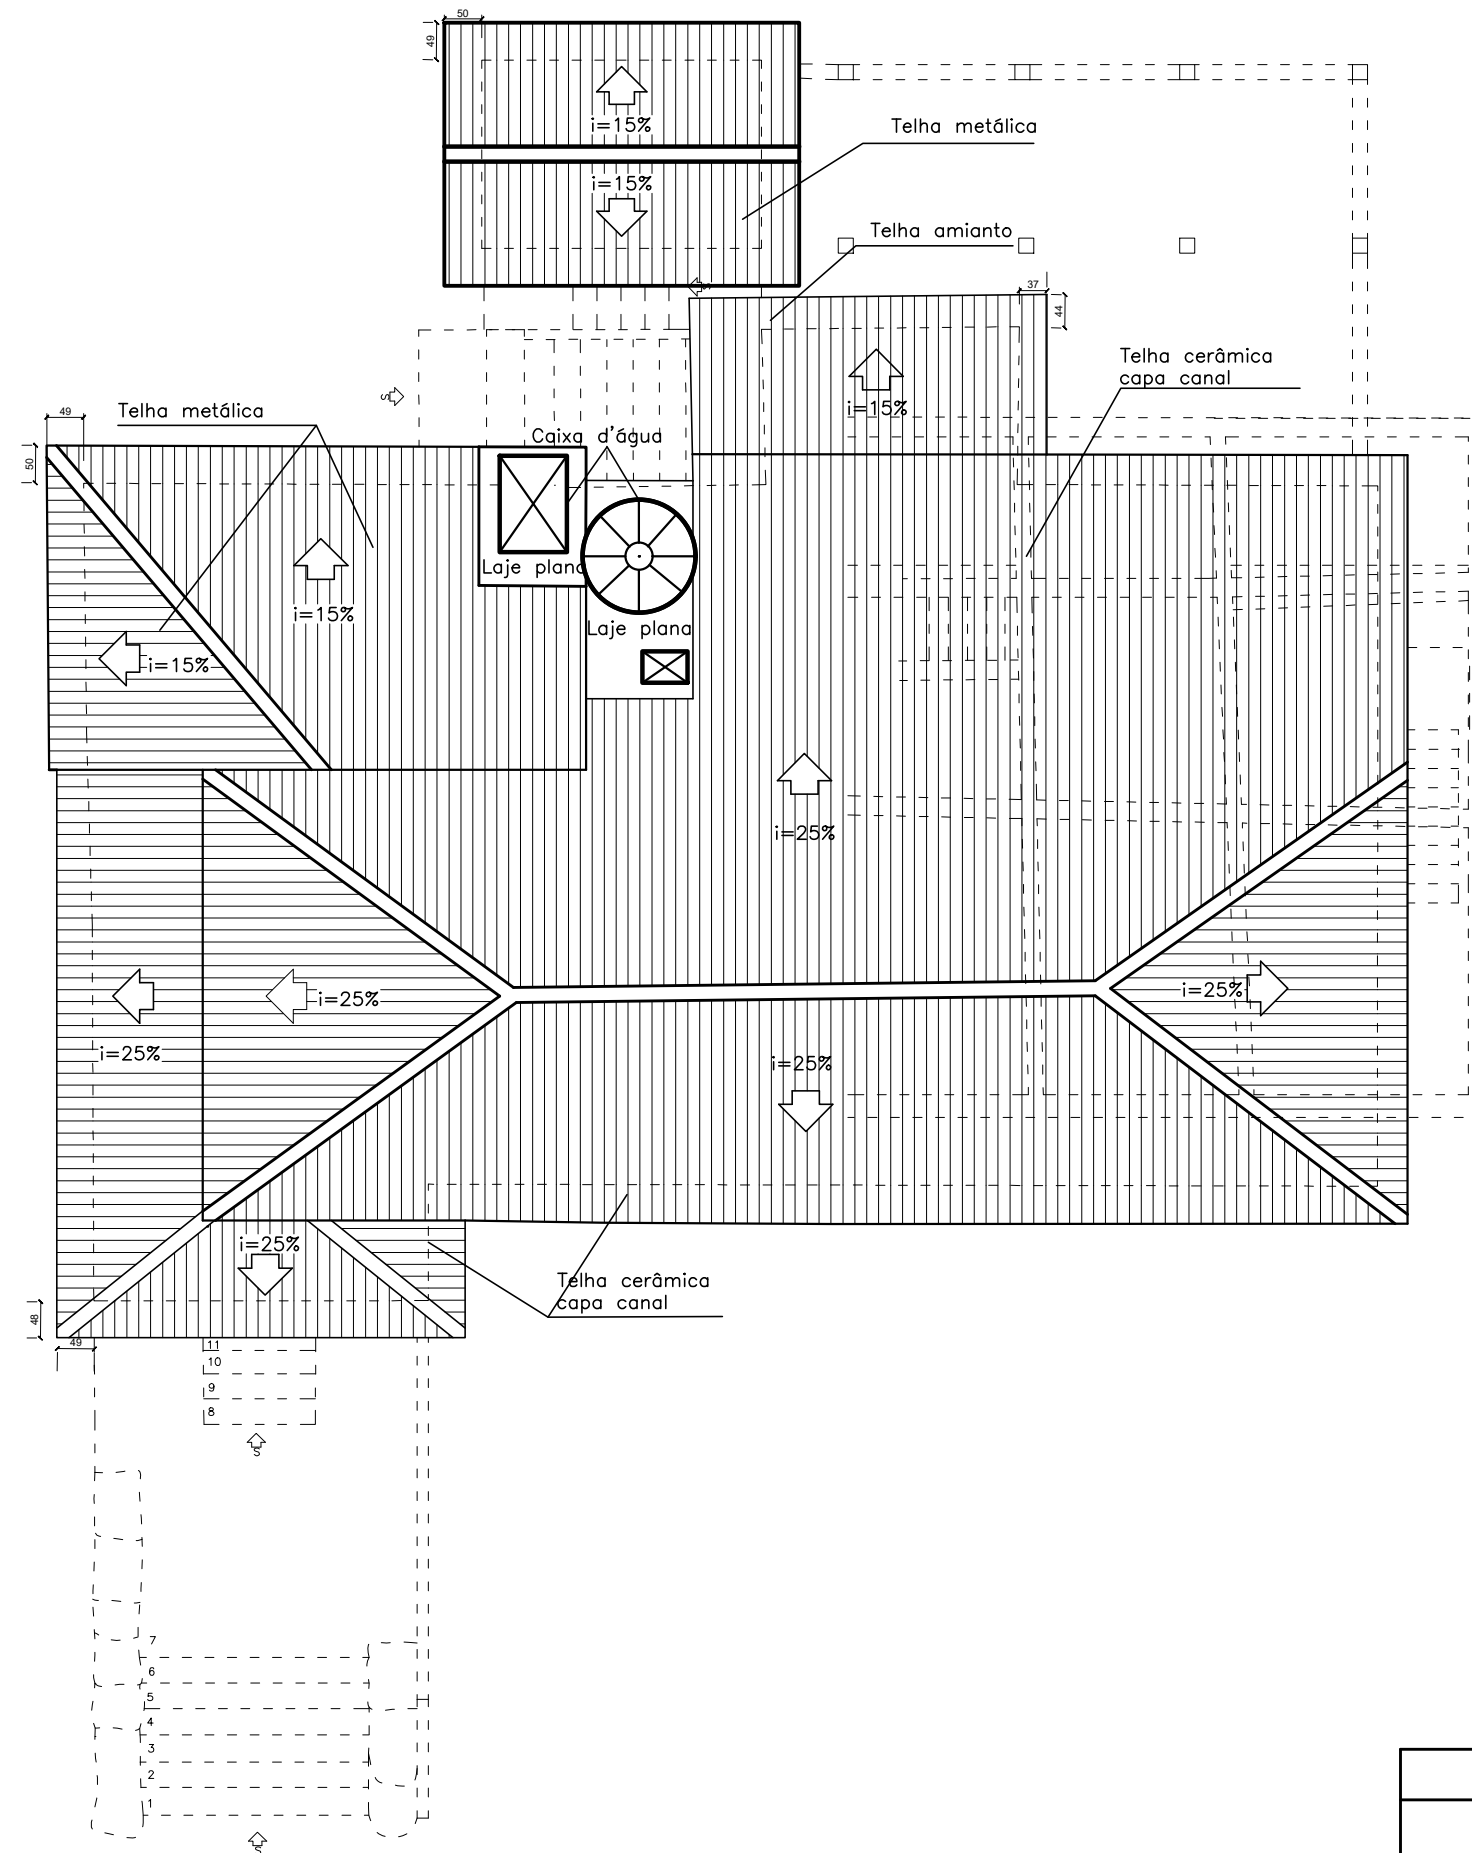 50
49
i=15%
Telha metálica
i=15%
Telha amianto
S
37
44
Telha cerâmica
capa canal
S
49
Telha metálica
i=15%
Caixa d'água
50
Laje plana
i=15%
Laje plana
i=15%
i=25%
i=25%
i=25%
i=25%
i=25%
i=25%
Telha cerâmica
capa canal
48
49
11
10
9
8
S
7
6
5
4
3
2
1
S